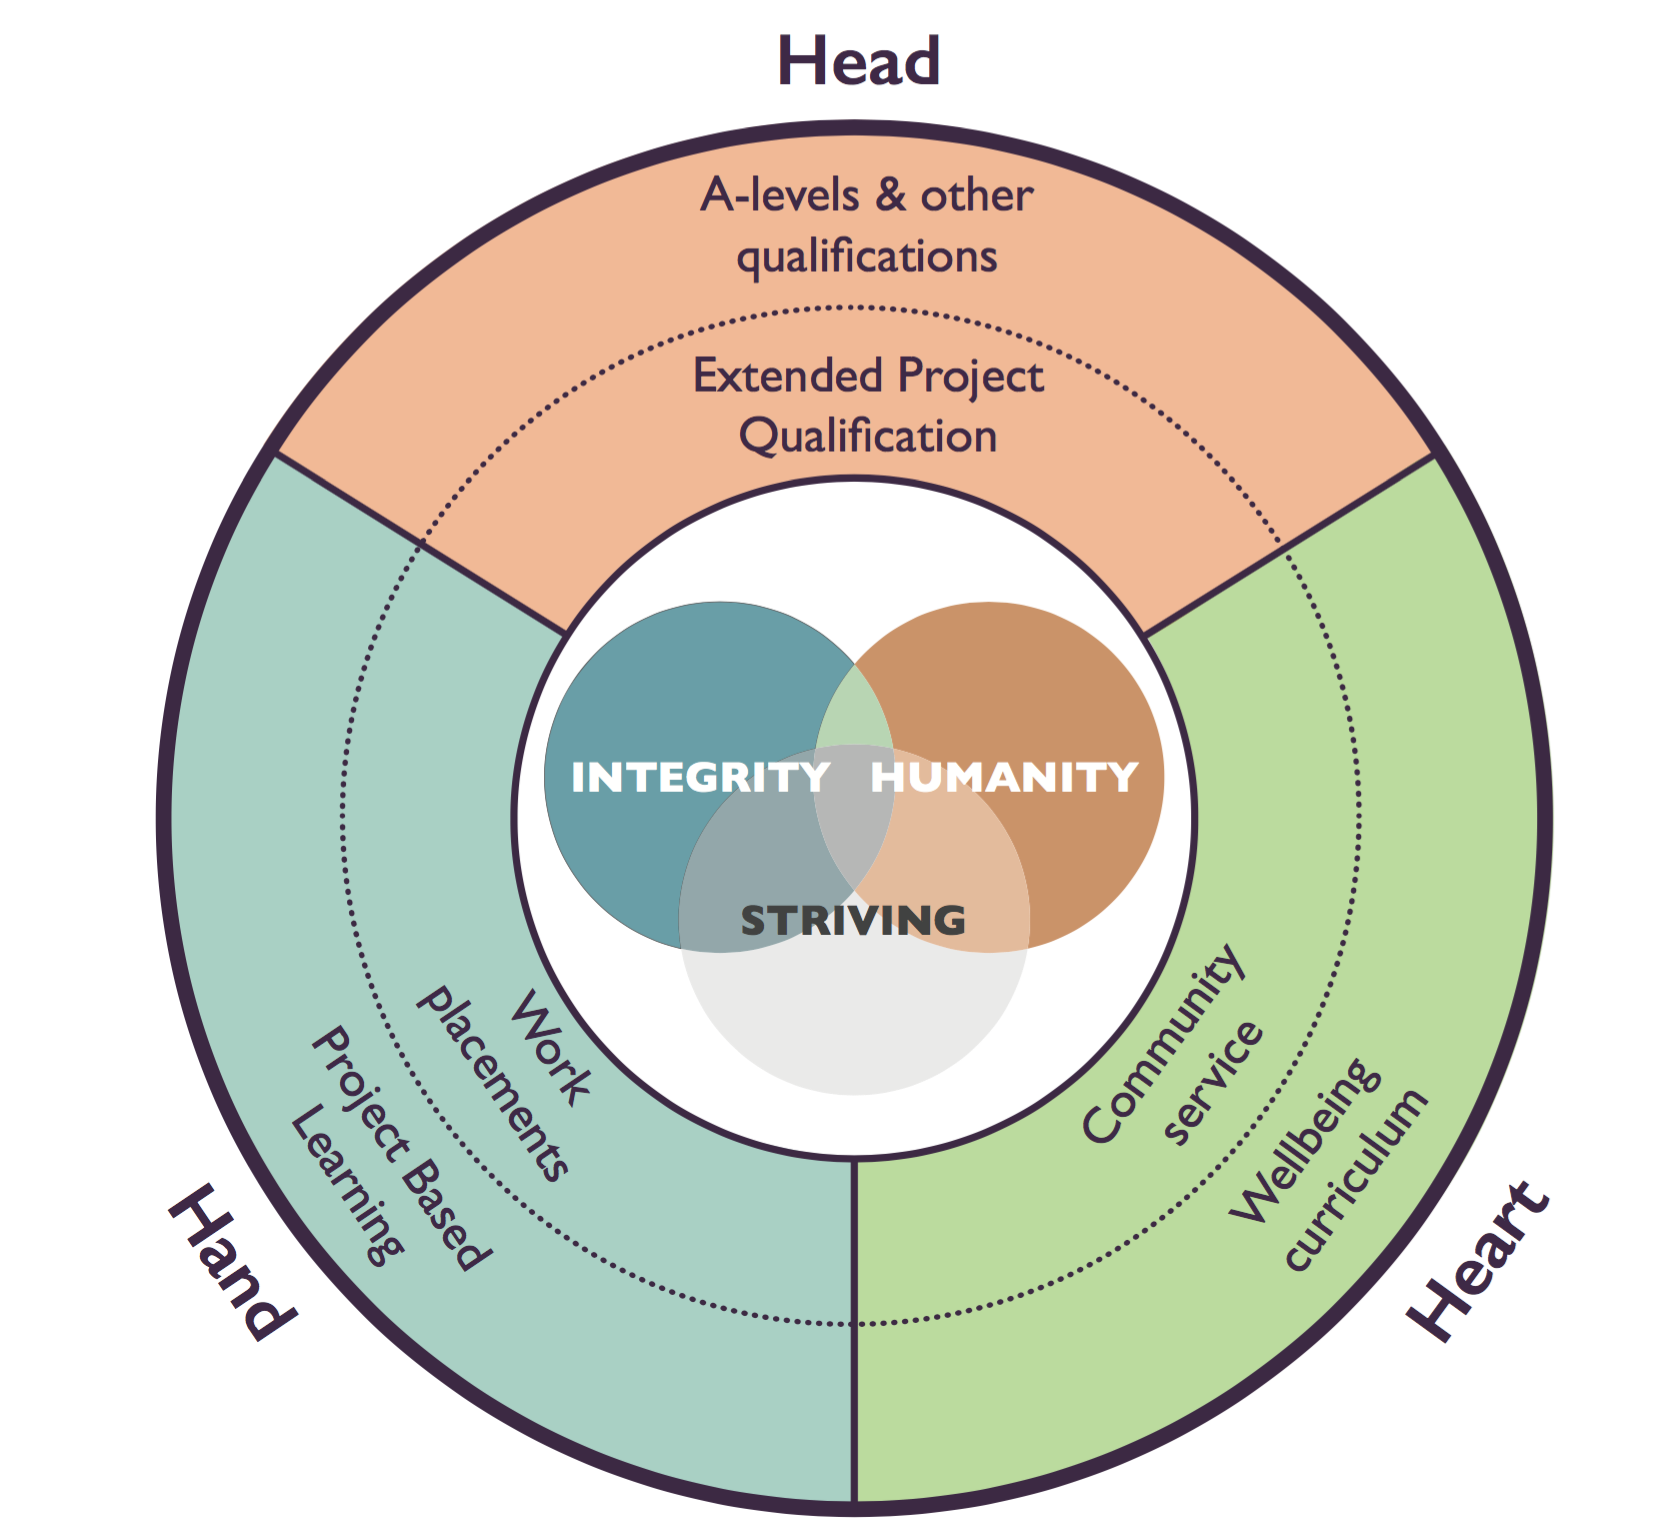 Head
A-levels & other
qualifications
Extended Project
Qualification
INTEGRITY
HUMANITY
STRIVING
Work
placements
Project Based
Learning
Hand
Community
service
Wellbeing
curriculum
Heart